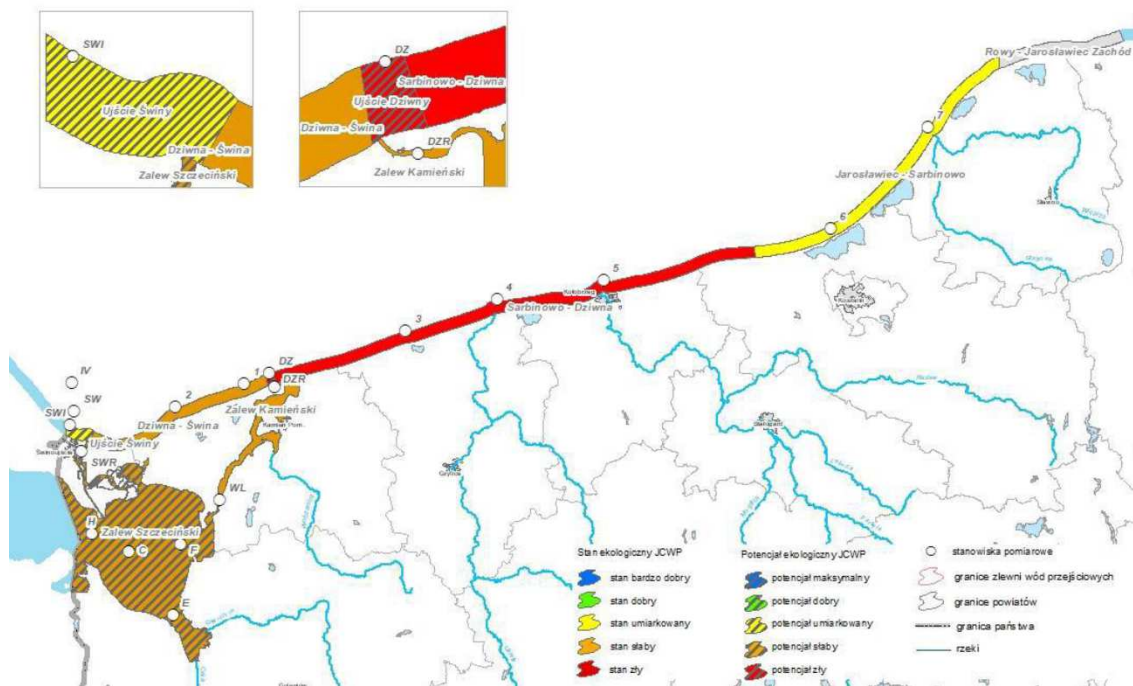 SWI
Ujście Świny
Dziwna - Świna
Zalew Szczeciński
DZ
Sarbinowo - Dziwna
Ujście Dziwny
Dziwna - Świna
DZR
Zalew Kamieński
Rowy - Jarosławiec Zachód
7
Jarosławiec - Sarbinowo
6
5
Kołobrzeg
4
Sarbinowo - Dziwna
3
DZ
1
DZR
IV
2
SW
Zalew Kamieński
SWI
Dziwna - Świna
Kamień Pom.
Ujście Świny
SWR
WL
H
Zalew Szczeciński
C
F
E
Stan ekologiczny JCWP
stan bardzo dobry
stan dobry
stan umiarkowany
stan słaby
stan zły
Potencjał ekologiczny JCWP
potencjał maksymalny
potencjał dobry
potencjał umiarkowany
potencjał słaby
potencjał zły
stanowiska pomiarowe
granice zlewni wód przejściowych
granice powiatów
granica państwa
rzeki